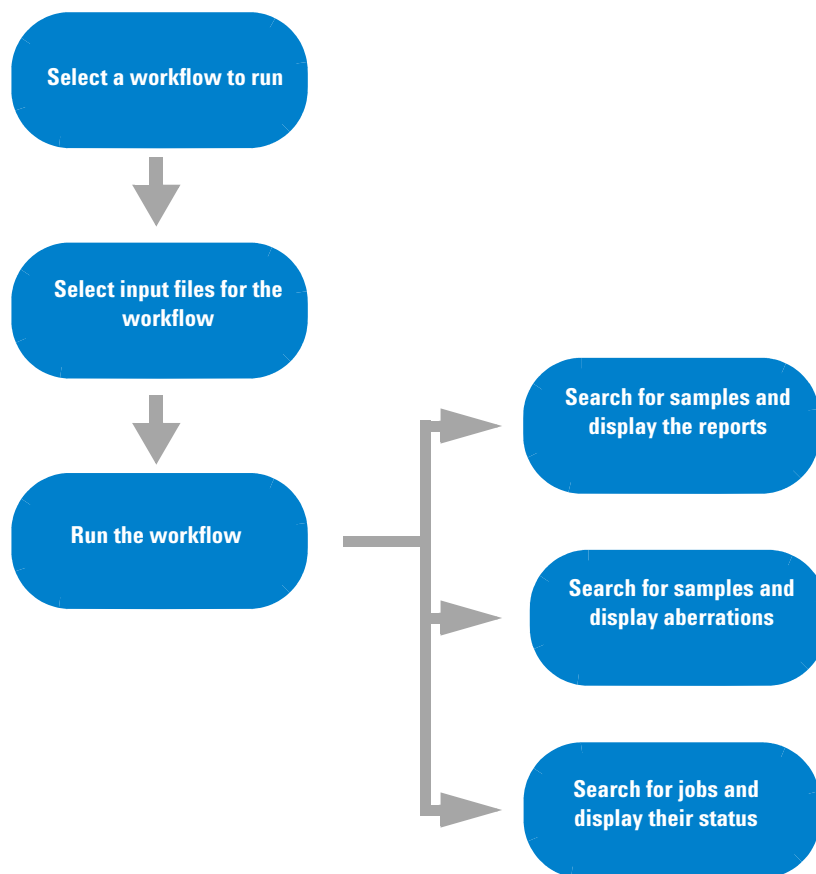 Select a workflow to run
Select input files for the
workflow
Run the workflow
Search for samples and
display the reports
Search for samples and
display aberrations
Search for jobs and
display their status